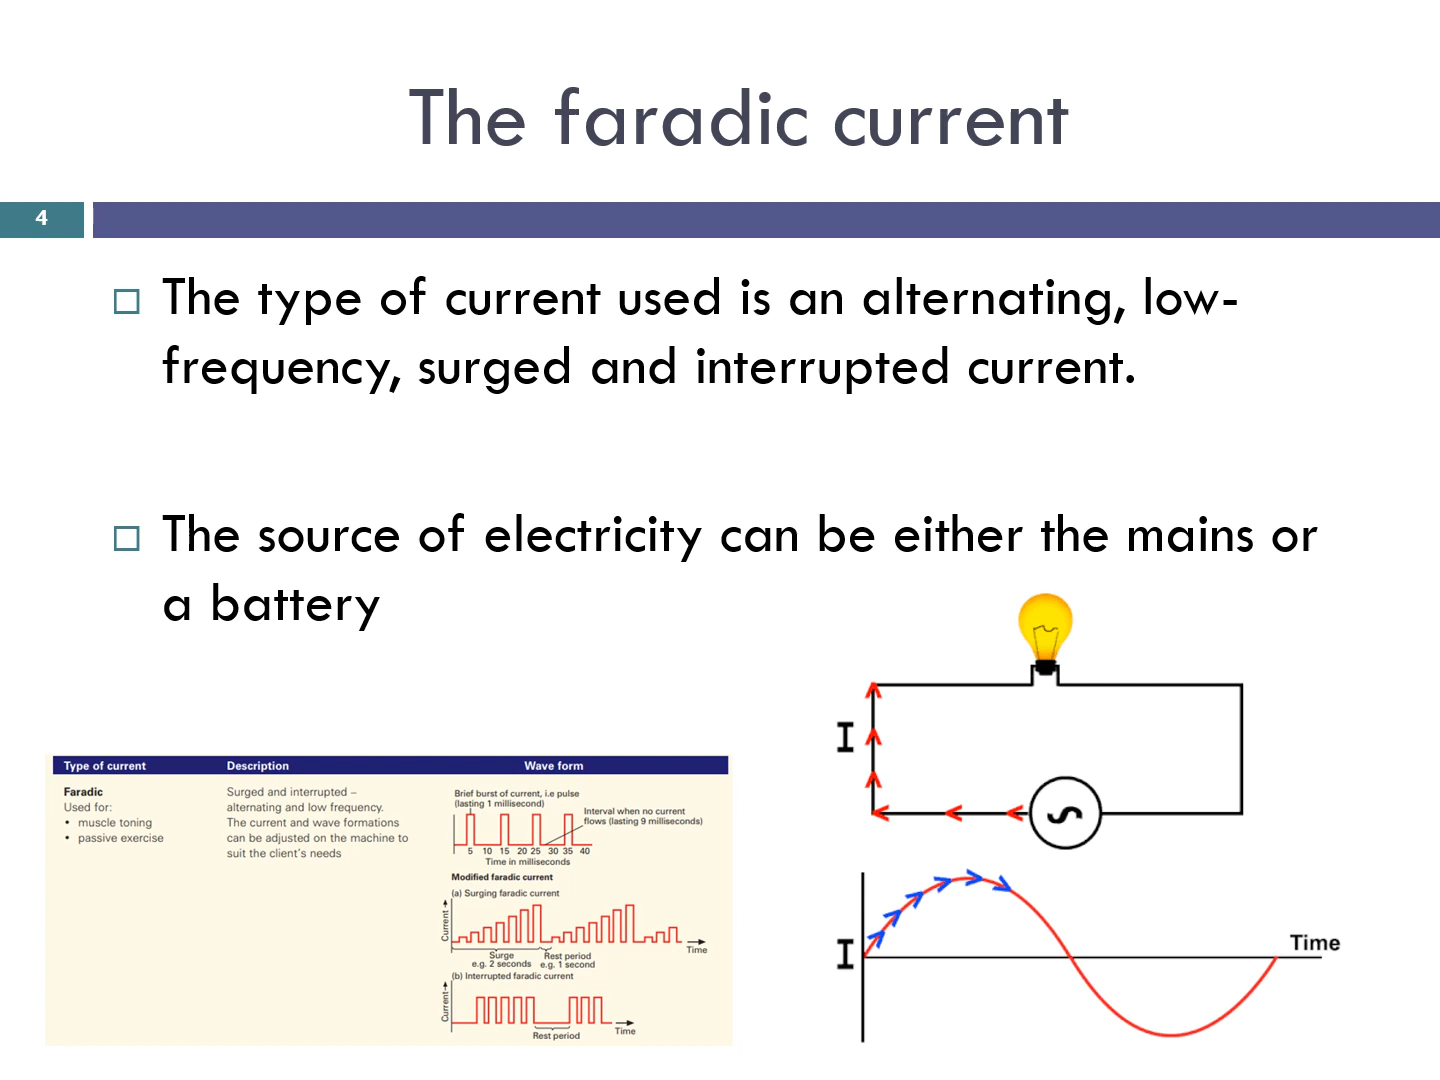 The faradic current
4
The type of current used is an alternating, low-
frequency, surged and interrupted current.
The source of electricity can be either the mains or
a battery
I
I
Time
Type of current
Description
Wave form
Faradic
Used for:
• muscle toning
• passive exercise
Surged and interrupted –
alternating and low frequency.
The current and wave formations
can be adjusted on the machine to
suit the client's needs
Brief burst of current, i.e pulse
(lasting 1 millisecond)
Interval when no current
flows (lasting 9 milliseconds)
5 10 15 20 25 30 35 40
Time in milliseconds
Modified faradic current
(a) Surging faradic current
Current
Time
Surge
e.g. 2 seconds
Rest period
e.g. 1 second
(b) Interrupted faradic current
Current
Time
Rest period